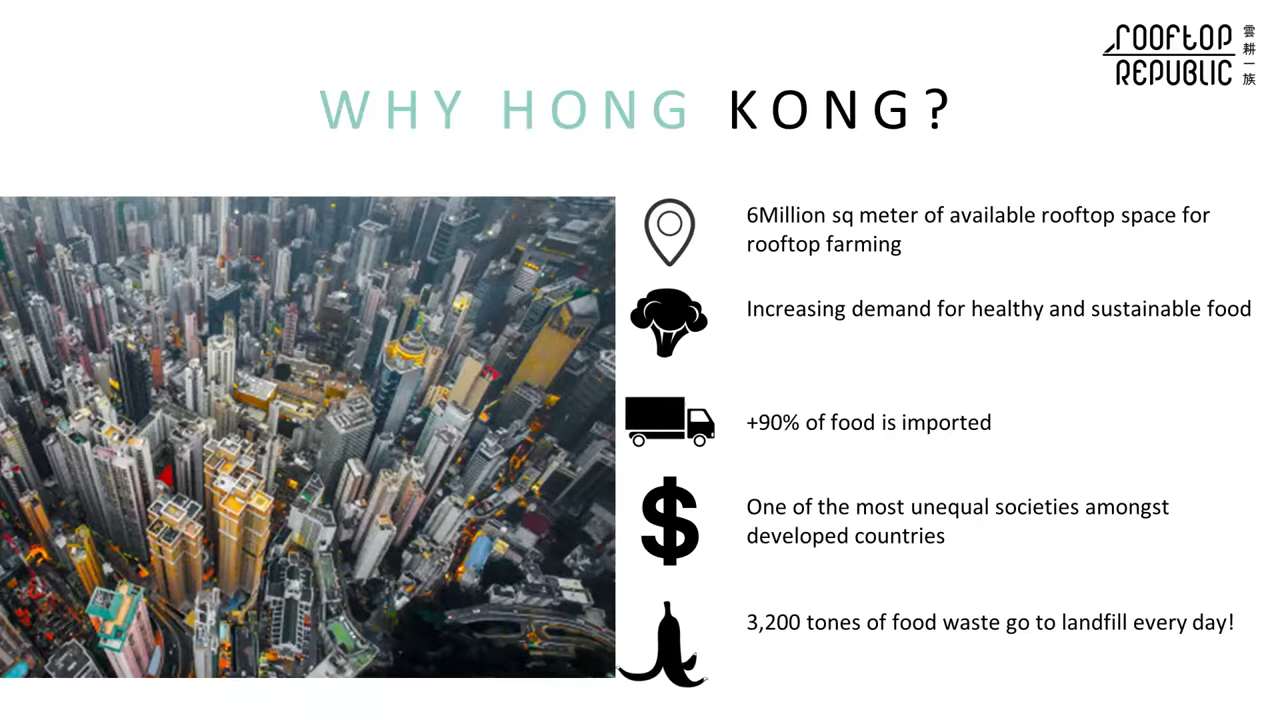 rooftop
REPUBLIC
雲耕一族
WHY HONG KONG?
6Million sq meter of available rooftop space for
rooftop farming
Increasing demand for healthy and sustainable food
+90% of food is imported
$
One of the most unequal societies amongst
developed countries
3,200 tones of food waste go to landfill every day!